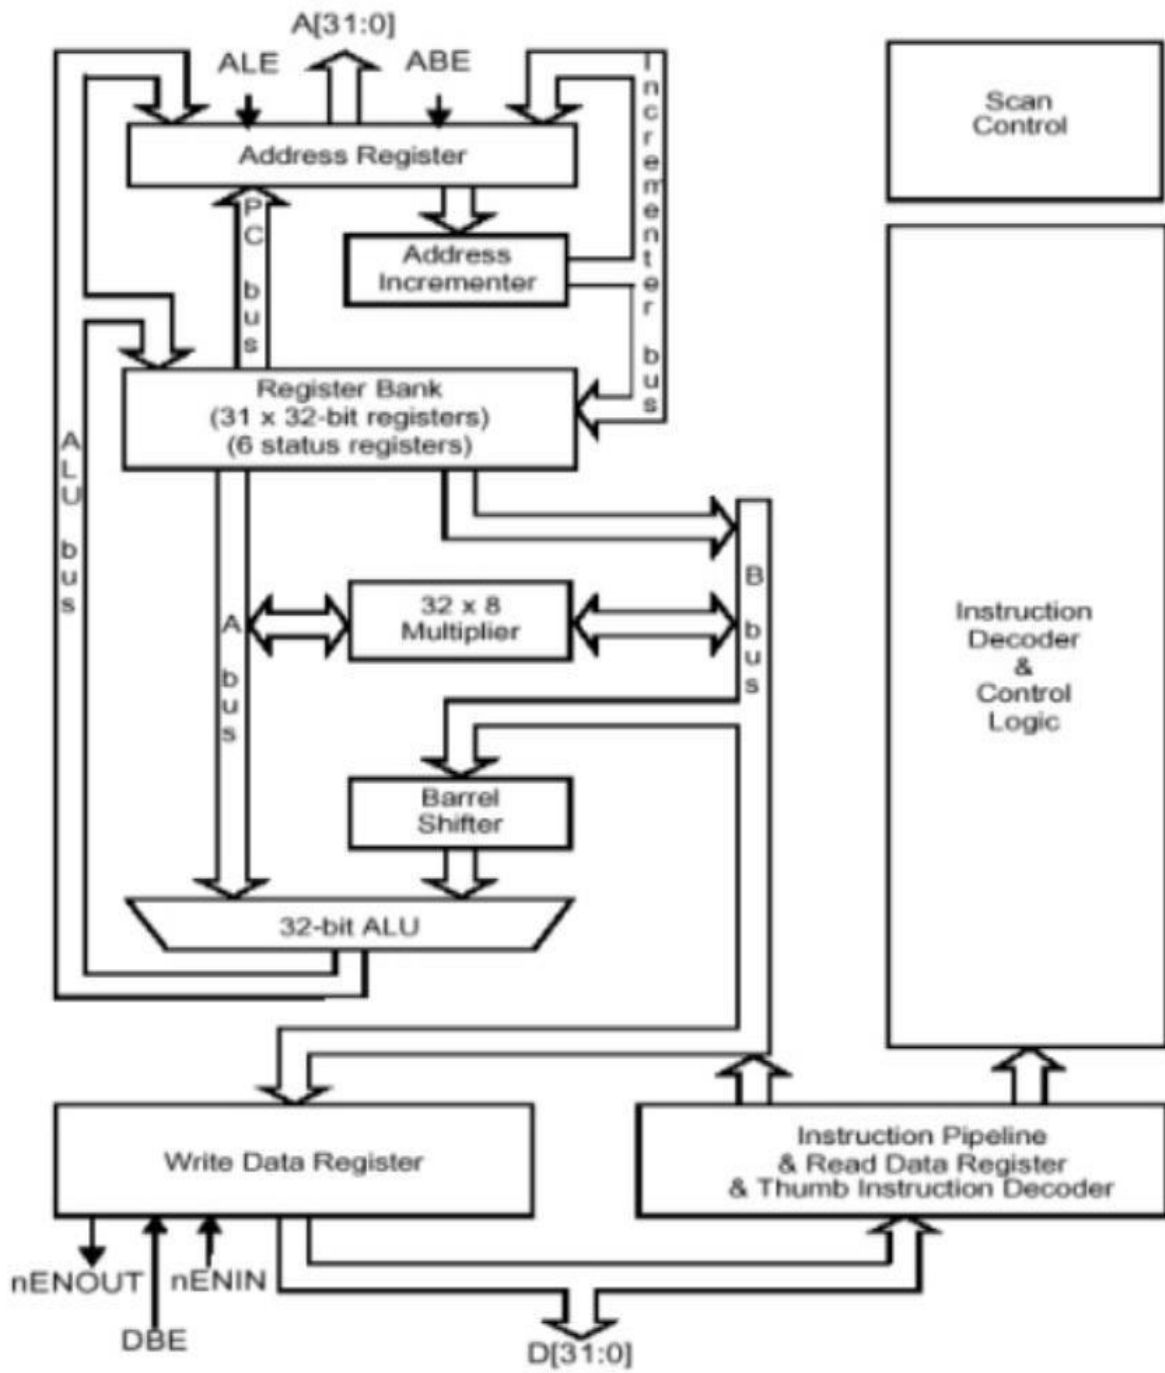 A[31:0]
ALE
ABE
Address Register
Scan
Control
Incrementer bus
PC bus
Address
Incrementer
Register Bank
(31 x 32-bit registers)
(6 status registers)
ALU bus
A bus
B bus
32 x 8
Multiplier
Instruction
Decoder
&
Control
Logic
Barrel
Shifter
32-bit ALU
Write Data Register
Instruction Pipeline
& Read Data Register
& Thumb Instruction Decoder
nENOUT
nENIN
DBE
D[31:0]